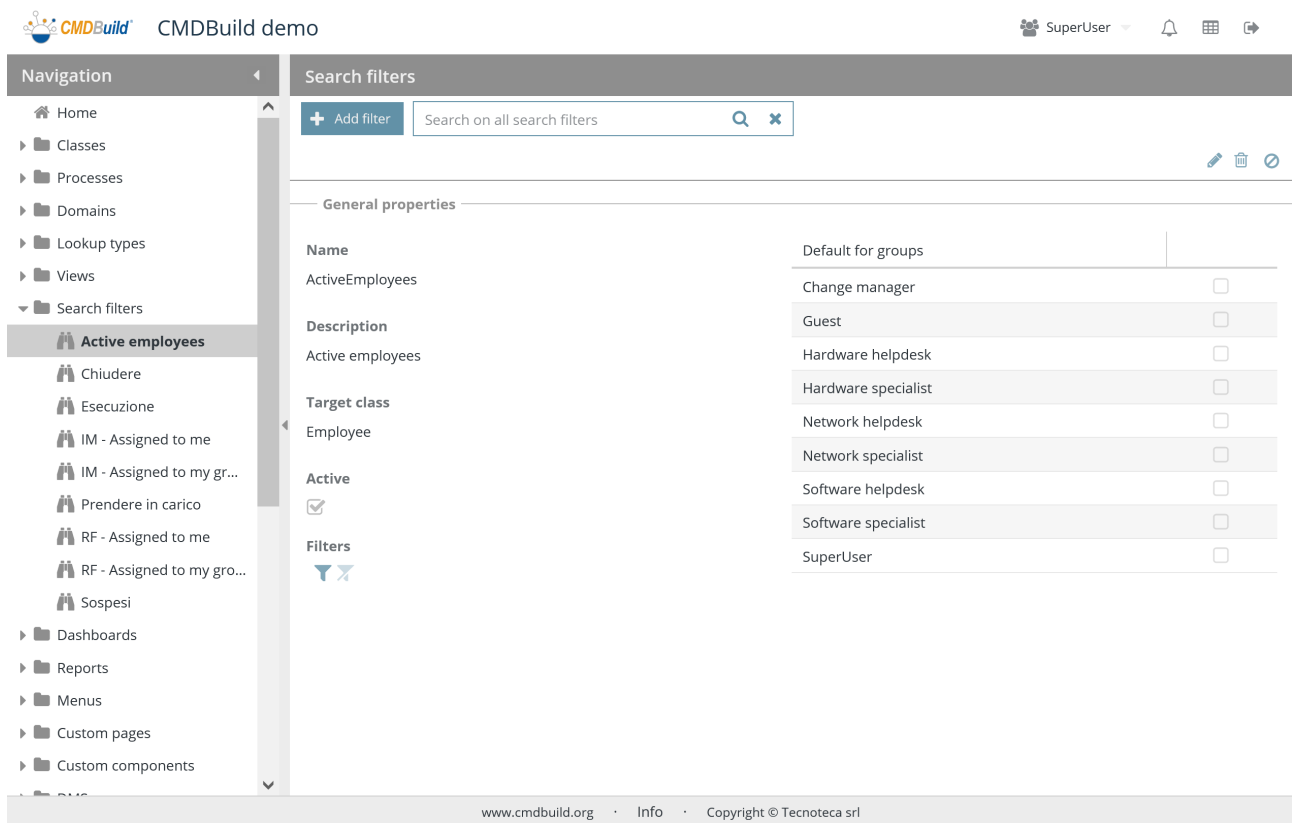 CMDBuild
CMDBuild demo
SuperUser
Navigation
Home
Classes
Processes
Domains
Lookup types
Views
Search filters
Active employees
Chiudere
Esecuzione
IM - Assigned to me
IM - Assigned to my gr...
Prendere in carico
RF - Assigned to me
RF - Assigned to my gro...
Sospesi
Dashboards
Reports
Menus
Custom pages
Custom components
Search filters
Add filter
Search on all search filters
General properties
Name
ActiveEmployees
Description
Active employees
Target class
Employee
Active
Filters
Default for groups
Change manager
Guest
Hardware helpdesk
Hardware specialist
Network helpdesk
Network specialist
Software helpdesk
Software specialist
SuperUser
www.cmdbuild.org · Info · Copyright © Tecnoteca srl